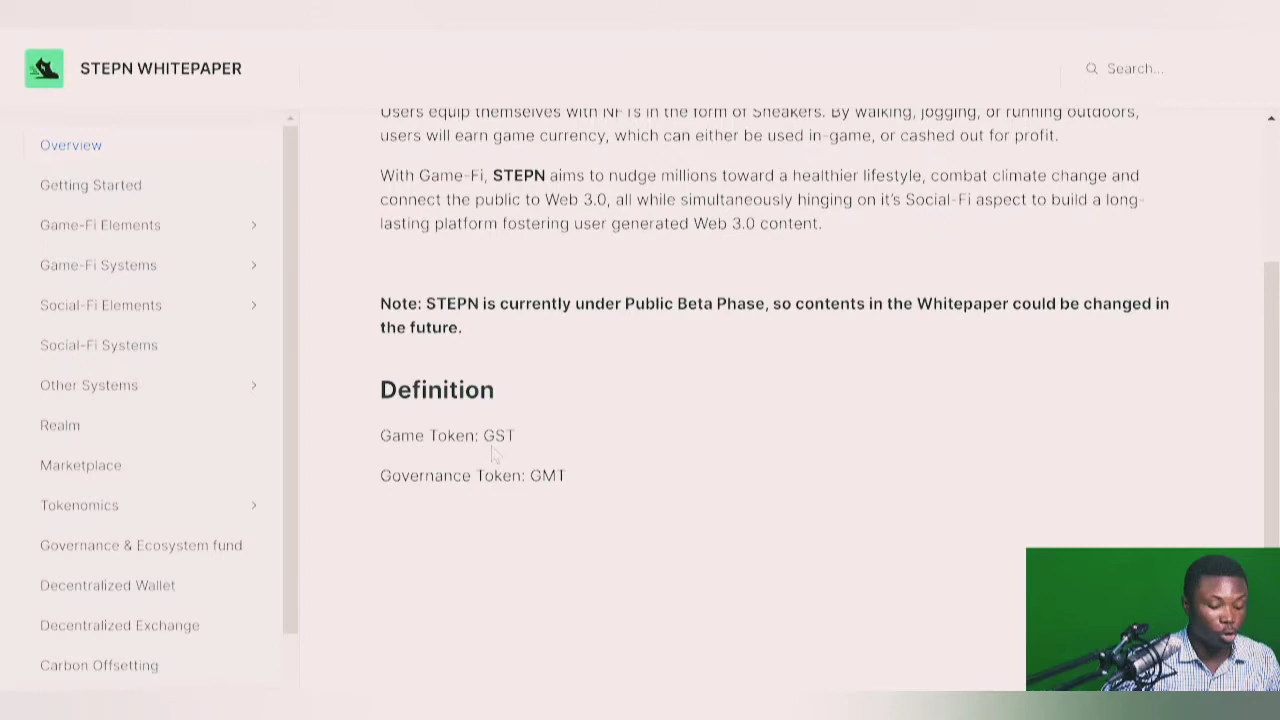 STEPN WHITEPAPER
Search...
Overview
Getting Started
Game-Fi Elements
Game-Fi Systems
Social-Fi Elements
Social-Fi Systems
Other Systems
Realm
Marketplace
Tokenomics
Governance & Ecosystem fund
Decentralized Wallet
Decentralized Exchange
Carbon Offsetting
Users equip themselves with NFTs in the form of Sneakers. By walking, jogging, or running outdoors,
users will earn game currency, which can either be used in-game, or cashed out for profit.
With Game-Fi, STEPN aims to nudge millions toward a healthier lifestyle, combat climate change and
connect the public to Web 3.0, all while simultaneously hinging on it's Social-Fi aspect to build a long-
lasting platform fostering user generated Web 3.0 content.
Note: STEPN is currently under Public Beta Phase, so contents in the Whitepaper could be changed in
the future.
Definition
Game Token: GST
Governance Token: GMT